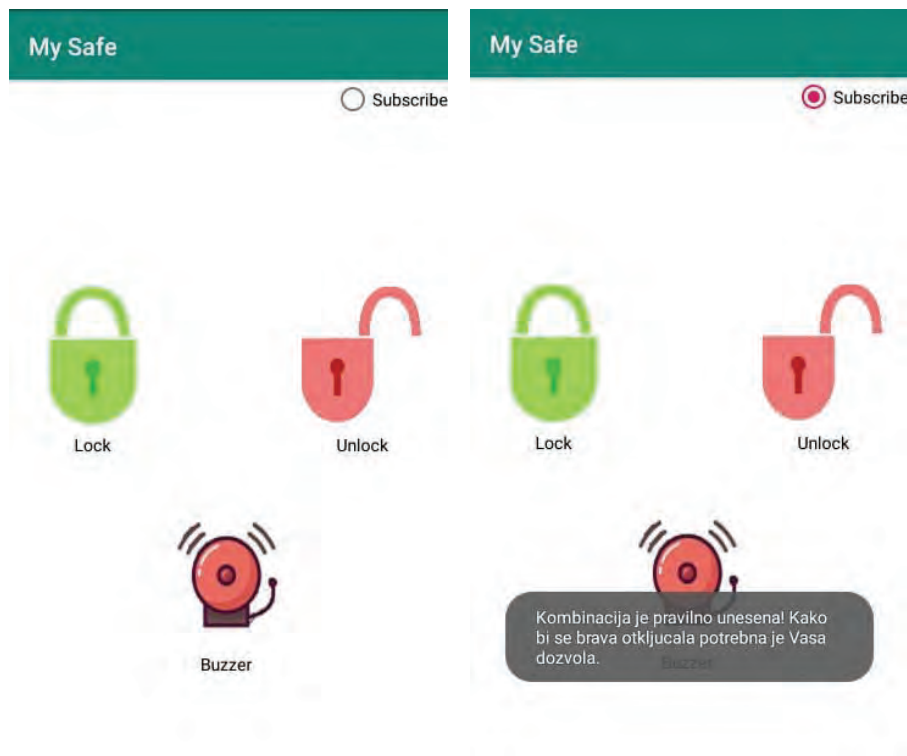 My Safe
Subscribe
Lock
Unlock
Buzzer
My Safe
Subscribe
Lock
Unlock
Kombinacija je pravilno unesena! Kako
bi se brava otkljucala potrebna je Vasa
dozvola.
Buzzer